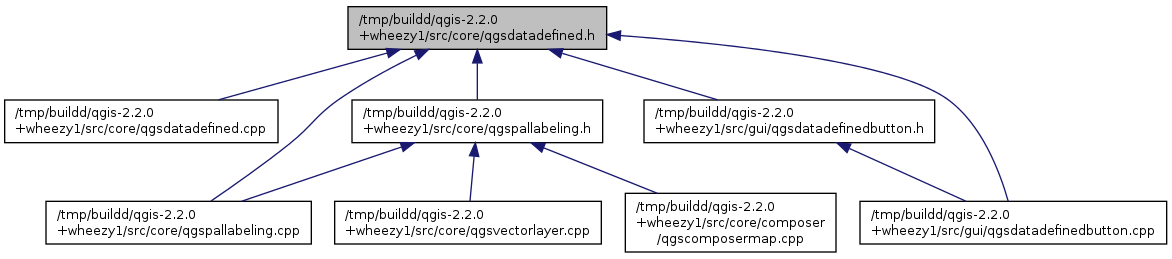 /tmp/buildd/qgis-2.2.0
+wheezy1/src/core/qgsdatadefined.h
/tmp/buildd/qgis-2.2.0
+wheezy1/src/core/qgsdatadefined.cpp
/tmp/buildd/qgis-2.2.0
+wheezy1/src/core/qgspallabeling.h
/tmp/buildd/qgis-2.2.0
+wheezy1/src/gui/qgsdatadefinedbutton.h
/tmp/buildd/qgis-2.2.0
+wheezy1/src/core/qgspallabeling.cpp
/tmp/buildd/qgis-2.2.0
+wheezy1/src/core/qgsvectorlayer.cpp
/tmp/buildd/qgis-2.2.0
+wheezy1/src/core/composer
/qgscomposermap.cpp
/tmp/buildd/qgis-2.2.0
+wheezy1/src/gui/qgsdatadefinedbutton.cpp